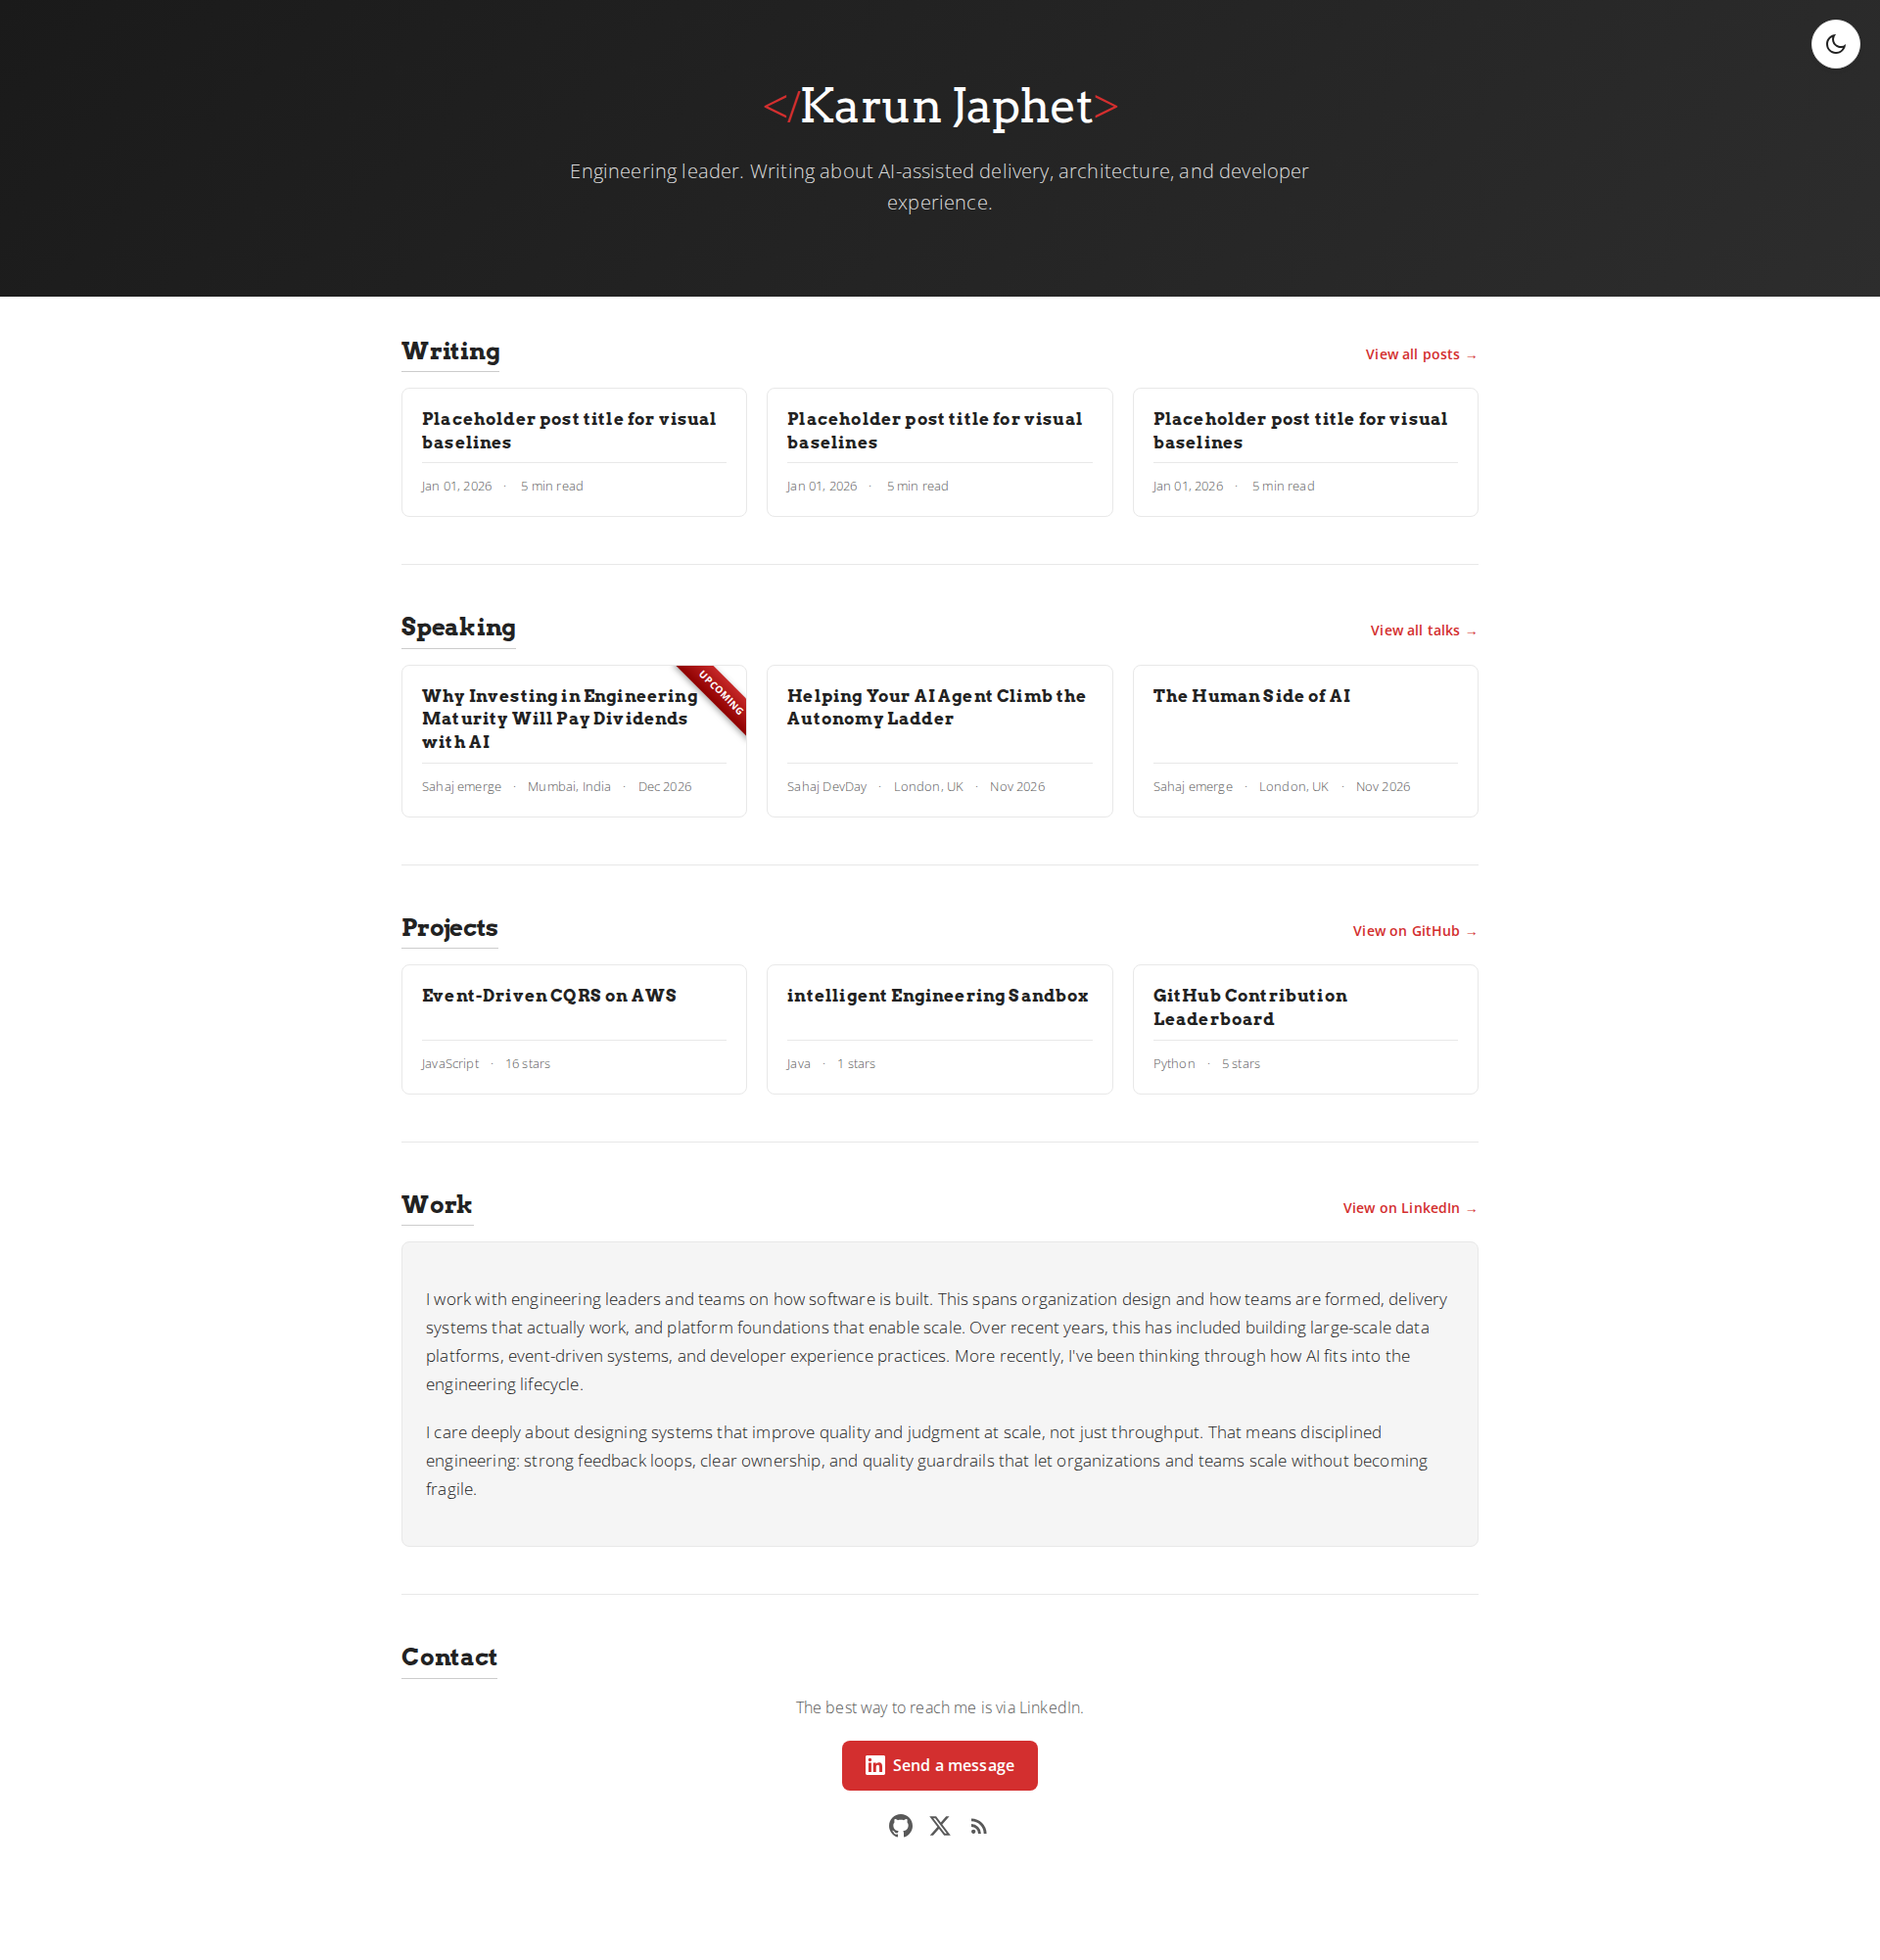 </Karun Japhet>
Engineering leader. Writing about AI-assisted delivery, architecture, and developer
experience.
Writing
View all posts →
Placeholder post title for visual
baselines
Jan 01, 2026 · 5 min read
Placeholder post title for visual
baselines
Jan 01, 2026 · 5 min read
Placeholder post title for visual
baselines
Jan 01, 2026 · 5 min read
Speaking
View all talks →
UPCOMING
Why Investing in Engineering
Maturity Will Pay Dividends
with AI
Sahaj emerge · Mumbai, India · Dec 2026
Helping Your AI Agent Climb the
Autonomy Ladder
Sahaj DevDay · London, UK · Nov 2026
The Human Side of AI
Sahaj emerge · London, UK · Nov 2026
Projects
View on GitHub →
Event-Driven CQRS on AWS
JavaScript · 16 stars
intelligent Engineering Sandbox
Java · 1 stars
GitHub Contribution
Leaderboard
Python · 5 stars
Work
View on LinkedIn →
I work with engineering leaders and teams on how software is built. This spans organization design and how teams are formed, delivery
systems that actually work, and platform foundations that enable scale. Over recent years, this has included building large-scale data
platforms, event-driven systems, and developer experience practices. More recently, I've been thinking through how AI fits into the
engineering lifecycle.
I care deeply about designing systems that improve quality and judgment at scale, not just throughput. That means disciplined
engineering: strong feedback loops, clear ownership, and quality guardrails that let organizations and teams scale without becoming
fragile.
Contact
The best way to reach me is via LinkedIn.
in Send a message